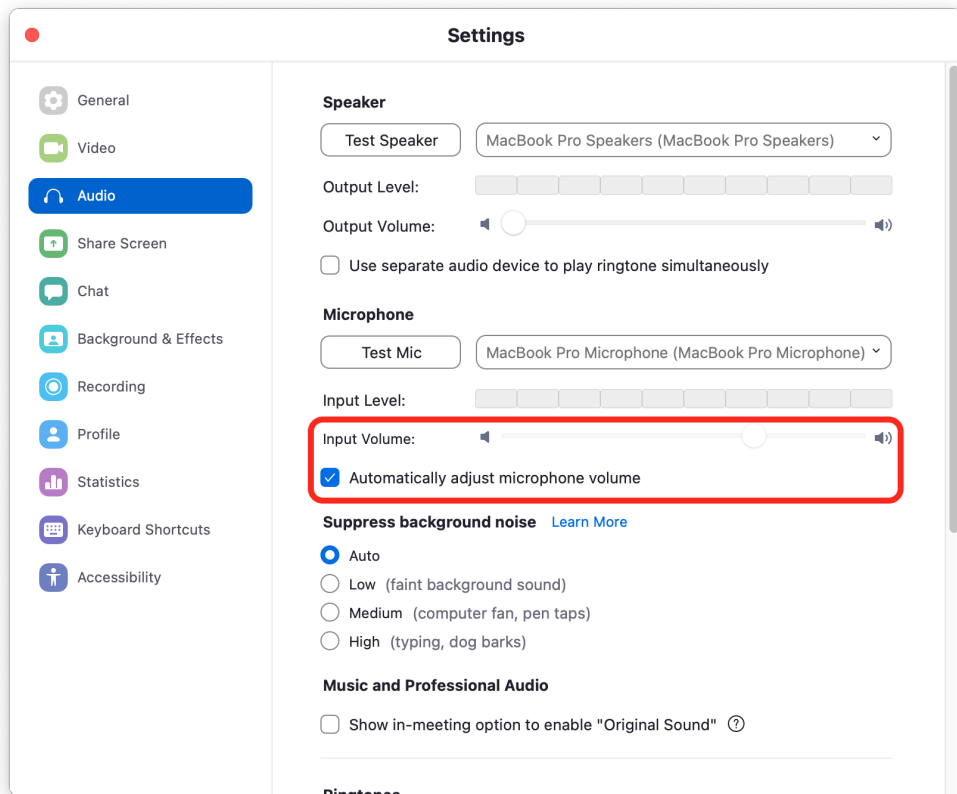 Settings
General
Video
Audio
Share Screen
Chat
Background & Effects
Recording
Profile
Statistics
Keyboard Shortcuts
Accessibility
Speaker
Test Speaker
MacBook Pro Speakers (MacBook Pro Speakers)
Output Level:
Output Volume:
Use separate audio device to play ringtone simultaneously
Microphone
Test Mic
MacBook Pro Microphone (MacBook Pro Microphone)
Input Level:
Input Volume:
Automatically adjust microphone volume
Suppress background noise Learn More
Auto
Low (faint background sound)
Medium (computer fan, pen taps)
High (typing, dog barks)
Music and Professional Audio
Show in-meeting option to enable "Original Sound" ?
Ringtones